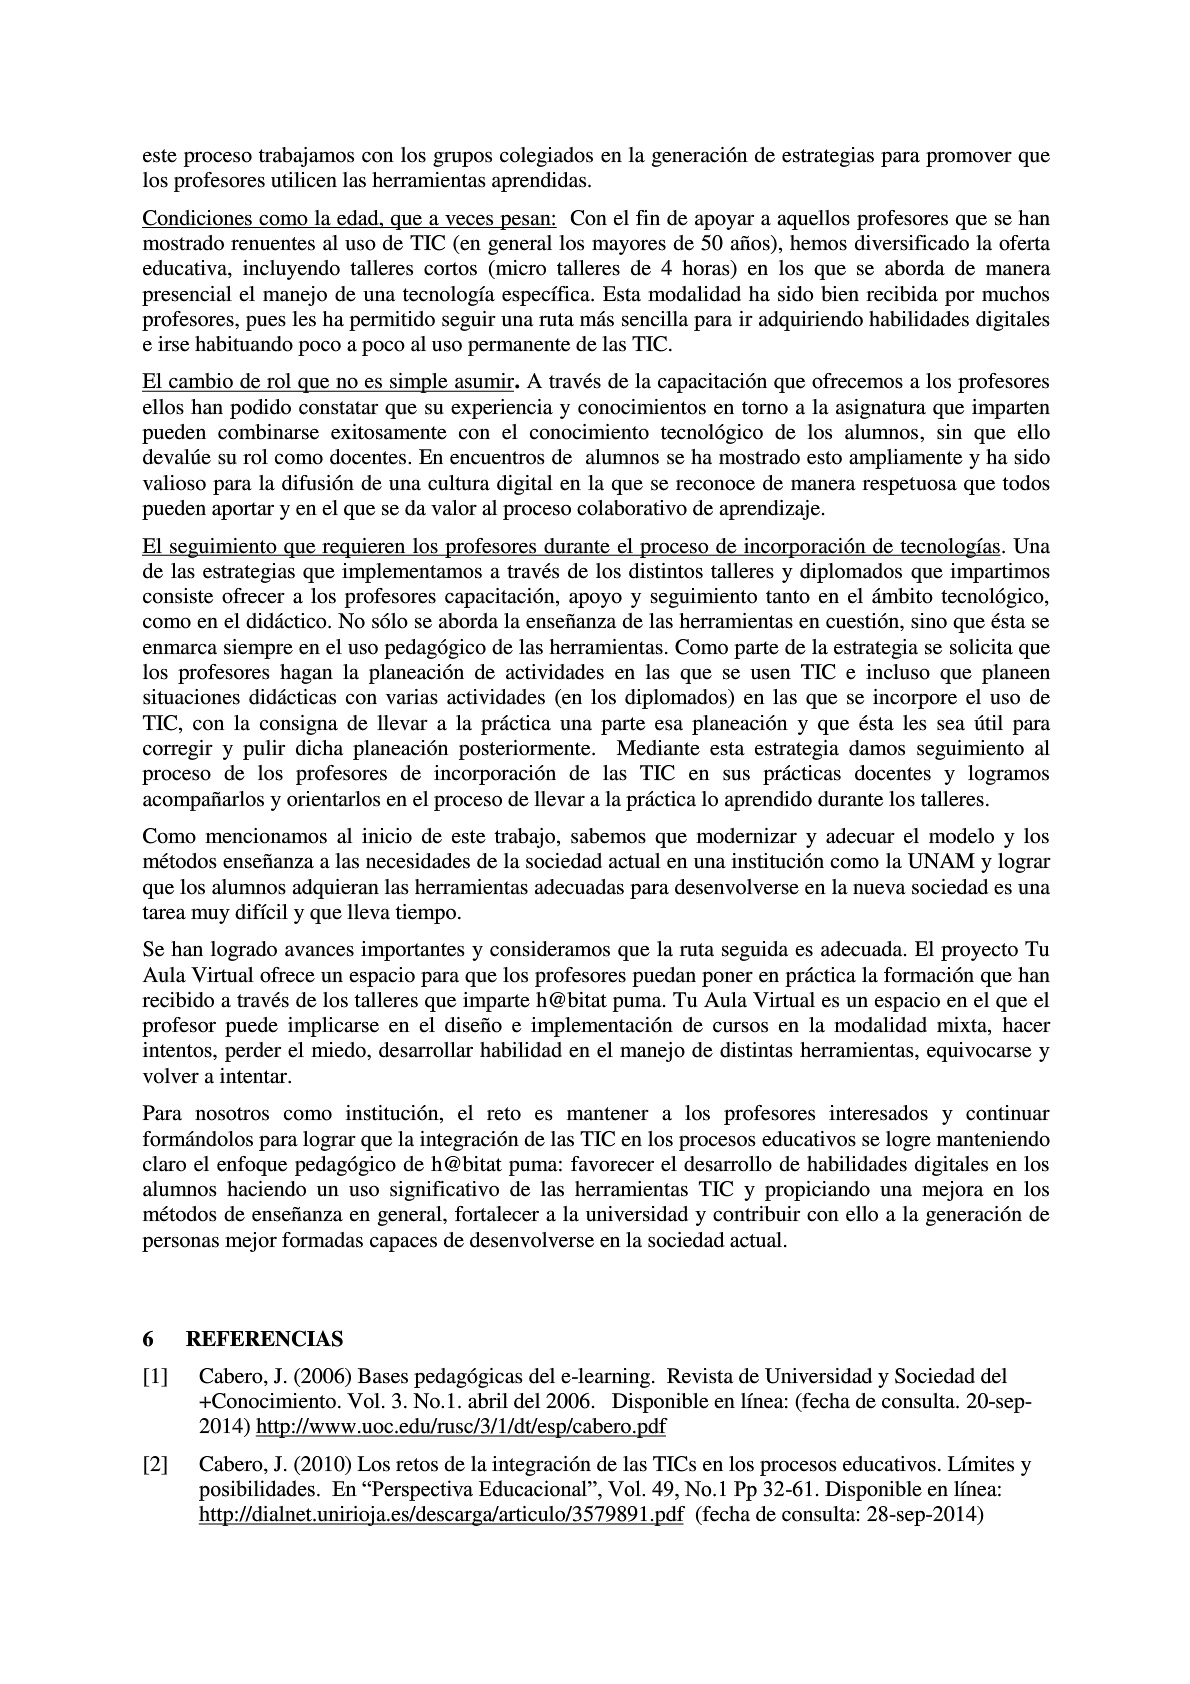 este proceso trabajamos con los grupos colegiados en la generación de estrategias para promover que
los profesores utilicen las herramientas aprendidas.
Condiciones como la edad, que a veces pesan:  Con el fin de apoyar a aquellos profesores que se han
mostrado renuentes al uso de TIC (en general los mayores de 50 años), hemos diversificado la oferta
educativa, incluyendo talleres cortos (micro talleres de 4 horas) en los que se aborda de manera
presencial el manejo de una tecnología específica. Esta modalidad ha sido bien recibida por muchos
profesores, pues les ha permitido seguir una ruta más sencilla para ir adquiriendo habilidades digitales
e irse habituando poco a poco al uso permanente de las TIC.
El cambio de rol que no es simple asumir. A través de la capacitación que ofrecemos a los profesores
ellos han podido constatar que su experiencia y conocimientos en torno a la asignatura que imparten
pueden combinarse exitosamente con el conocimiento tecnológico de los alumnos, sin que ello
devalúe su rol como docentes. En encuentros de  alumnos se ha mostrado esto ampliamente y ha sido
valioso para la difusión de una cultura digital en la que se reconoce de manera respetuosa que todos
pueden aportar y en el que se da valor al proceso colaborativo de aprendizaje.
El seguimiento que requieren los profesores durante el proceso de incorporación de tecnologías. Una
de las estrategias que implementamos a través de los distintos talleres y diplomados que impartimos
consiste ofrecer a los profesores capacitación, apoyo y seguimiento tanto en el ámbito tecnológico,
como en el didáctico. No sólo se aborda la enseñanza de las herramientas en cuestión, sino que ésta se
enmarca siempre en el uso pedagógico de las herramientas. Como parte de la estrategia se solicita que
los profesores hagan la planeación de actividades en las que se usen TIC e incluso que planeen
situaciones didácticas con varias actividades (en los diplomados) en las que se incorpore el uso de
TIC, con la consigna de llevar a la práctica una parte esa planeación y que ésta les sea útil para
corregir y pulir dicha planeación posteriormente.  Mediante esta estrategia damos seguimiento al
proceso de los profesores de incorporación de las TIC en sus prácticas docentes y logramos
acompañarlos y orientarlos en el proceso de llevar a la práctica lo aprendido durante los talleres.
Como mencionamos al inicio de este trabajo, sabemos que modernizar y adecuar el modelo y los
métodos enseñanza a las necesidades de la sociedad actual en una institución como la UNAM y lograr
que los alumnos adquieran las herramientas adecuadas para desenvolverse en la nueva sociedad es una
tarea muy difícil y que lleva tiempo.
Se han logrado avances importantes y consideramos que la ruta seguida es adecuada. El proyecto Tu
Aula Virtual ofrece un espacio para que los profesores puedan poner en práctica la formación que han
recibido a través de los talleres que imparte h@bitat puma. Tu Aula Virtual es un espacio en el que el
profesor puede implicarse en el diseño e implementación de cursos en la modalidad mixta, hacer
intentos, perder el miedo, desarrollar habilidad en el manejo de distintas herramientas, equivocarse y
volver a intentar.
Para nosotros como institución, el reto es mantener a los profesores interesados y continuar
formándolos para lograr que la integración de las TIC en los procesos educativos se logre manteniendo
claro el enfoque pedagógico de h@bitat puma: favorecer el desarrollo de habilidades digitales en los
alumnos haciendo un uso significativo de las herramientas TIC y propiciando una mejora en los
métodos de enseñanza en general, fortalecer a la universidad y contribuir con ello a la generación de
personas mejor formadas capaces de desenvolverse en la sociedad actual.
6 REFERENCIAS
[1] Cabero, J. (2006) Bases pedagógicas del e-learning.  Revista de Universidad y Sociedad del
+Conocimiento. Vol. 3. No.1. abril del 2006.   Disponible en línea: (fecha de consulta. 20-sep-
2014) http://www.uoc.edu/rusc/3/1/dt/esp/cabero.pdf
[2] Cabero, J. (2010) Los retos de la integración de las TICs en los procesos educativos. Límites y
posibilidades.  En “Perspectiva Educacional”, Vol. 49, No.1 Pp 32-61. Disponible en línea:
http://dialnet.unirioja.es/descarga/articulo/3579891.pdf  (fecha de consulta: 28-sep-2014)